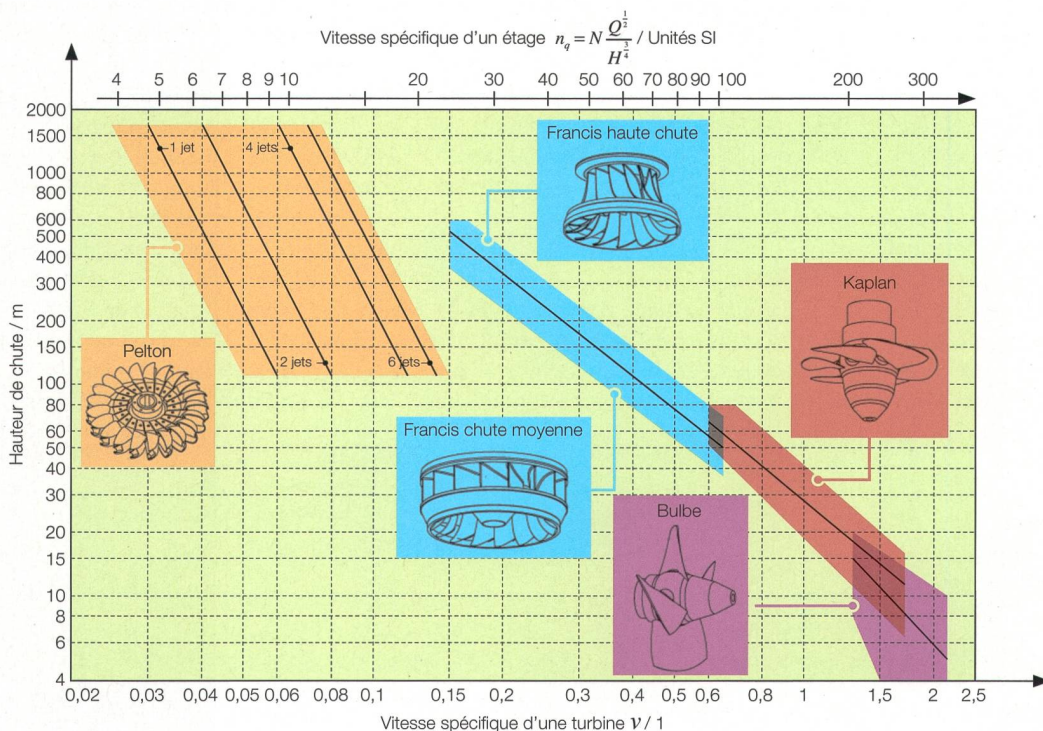 Vitesse spécifique d'un étage n_q = N Q^{1/2} / H^{3/4} / Unités SI
4 5 6 7 8 9 10 20 30 40 50 60 70 80 90 100 200 300
Hauteur de chute / m
2000
1500
1000
800
600
500
400
300
200
150
100
80
60
50
40
30
20
15
10
8
6
4
1 jet
4 jets
2 jets
6 jets
Pelton
Francis haute chute
Francis chute moyenne
Kaplan
Bulbe
0,02 0,03 0,04 0,05 0,06 0,08 0,1 0,15 0,2 0,3 0,4 0,5 0,6 0,8 1 1,5 2 2,5
Vitesse spécifique d'une turbine ν / 1